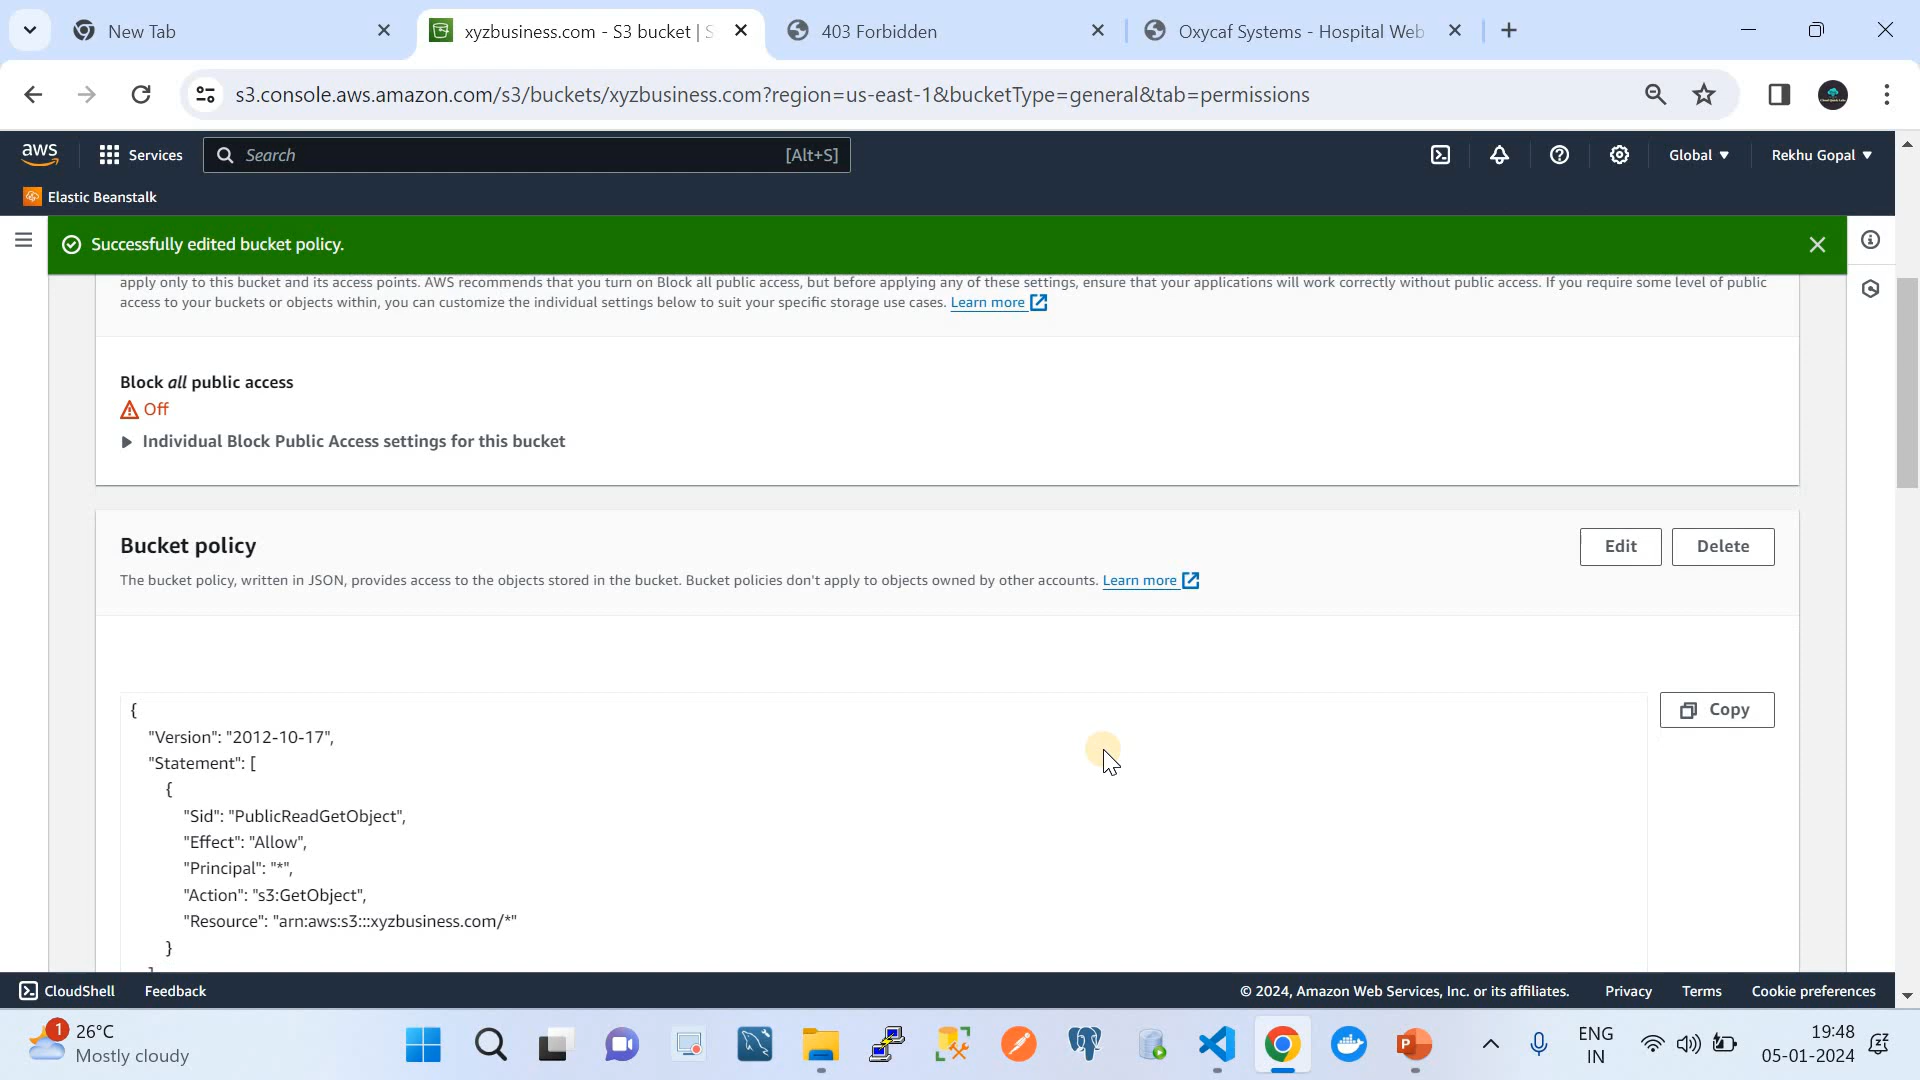 New Tab
xyzbusiness.com - S3 bucket | S
403 Forbidden
Oxycaf Systems - Hospital Web
s3.console.aws.amazon.com/s3/buckets/xyzbusiness.com?region=us-east-1&bucketType=general&tab=permissions
aws
Services
Search
[Alt+S]
Global
Rekhu Gopal
Elastic Beanstalk
Successfully edited bucket policy.
apply only to this bucket and its access points. AWS recommends that you turn on Block all public access, but before applying any of these settings, ensure that your applications will work correctly without public access. If you require some level of public
access to your buckets or objects within, you can customize the individual settings below to suit your specific storage use cases. Learn more
Block all public access
Off
Individual Block Public Access settings for this bucket
Bucket policy
Edit
Delete
The bucket policy, written in JSON, provides access to the objects stored in the bucket. Bucket policies don't apply to objects owned by other accounts. Learn more
Copy
{
"Version": "2012-10-17",
"Statement": [
{
"Sid": "PublicReadGetObject",
"Effect": "Allow",
"Principal": "*",
"Action": "s3:GetObject",
"Resource": "arn:aws:s3:::xyzbusiness.com/*"
}
CloudShell
Feedback
© 2024, Amazon Web Services, Inc. or its affiliates.
Privacy
Terms
Cookie preferences
1
26°C
Mostly cloudy
ENG
IN
19:48
05-01-2024